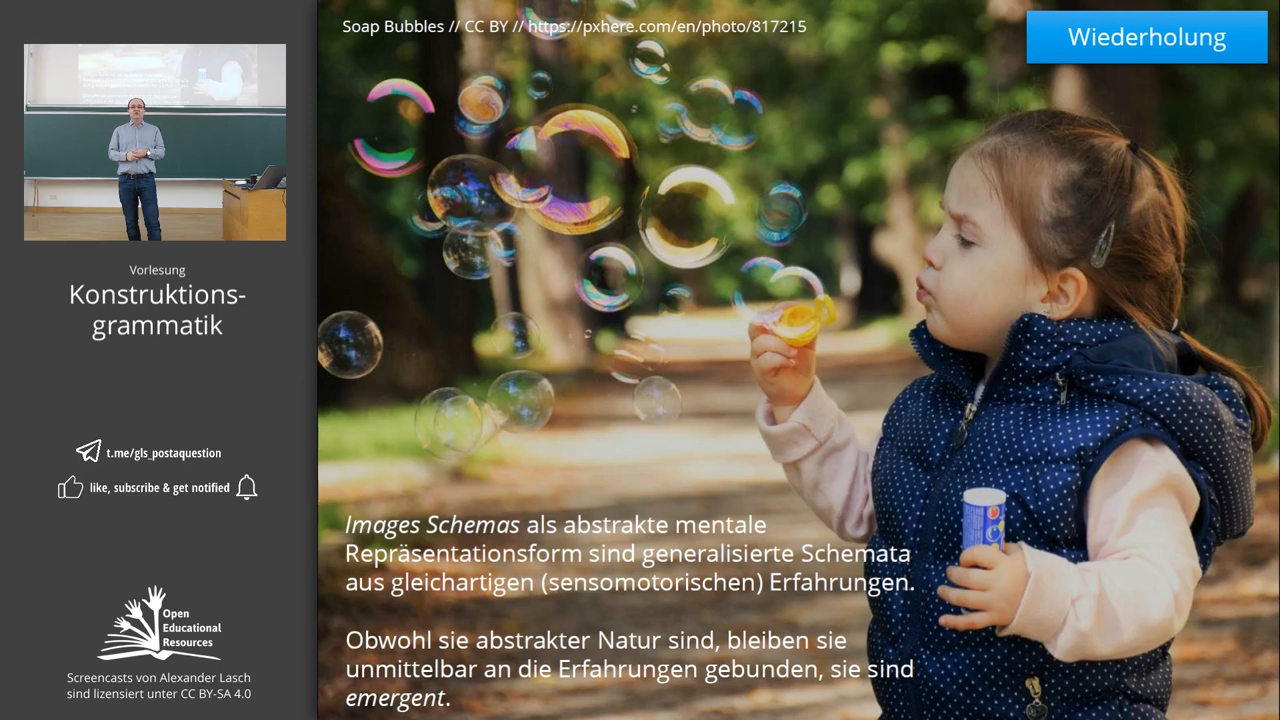 Soap Bubbles // CC BY // https://pxhere.com/en/photo/817215
Wiederholung
Vorlesung
Konstruktions-
grammatik
t.me/gls_postaquestion
like, subscribe & get notified
Open
Educational
Resources
Screencasts von Alexander Lasch
sind lizensiert unter CC BY-SA 4.0
Images Schemas als abstrakte mentale
Repräsentationsform sind generalisierte Schemata
aus gleichartigen (sensomotorischen) Erfahrungen.
Obwohl sie abstrakter Natur sind, bleiben sie
unmittelbar an die Erfahrungen gebunden, sie sind
emergent.